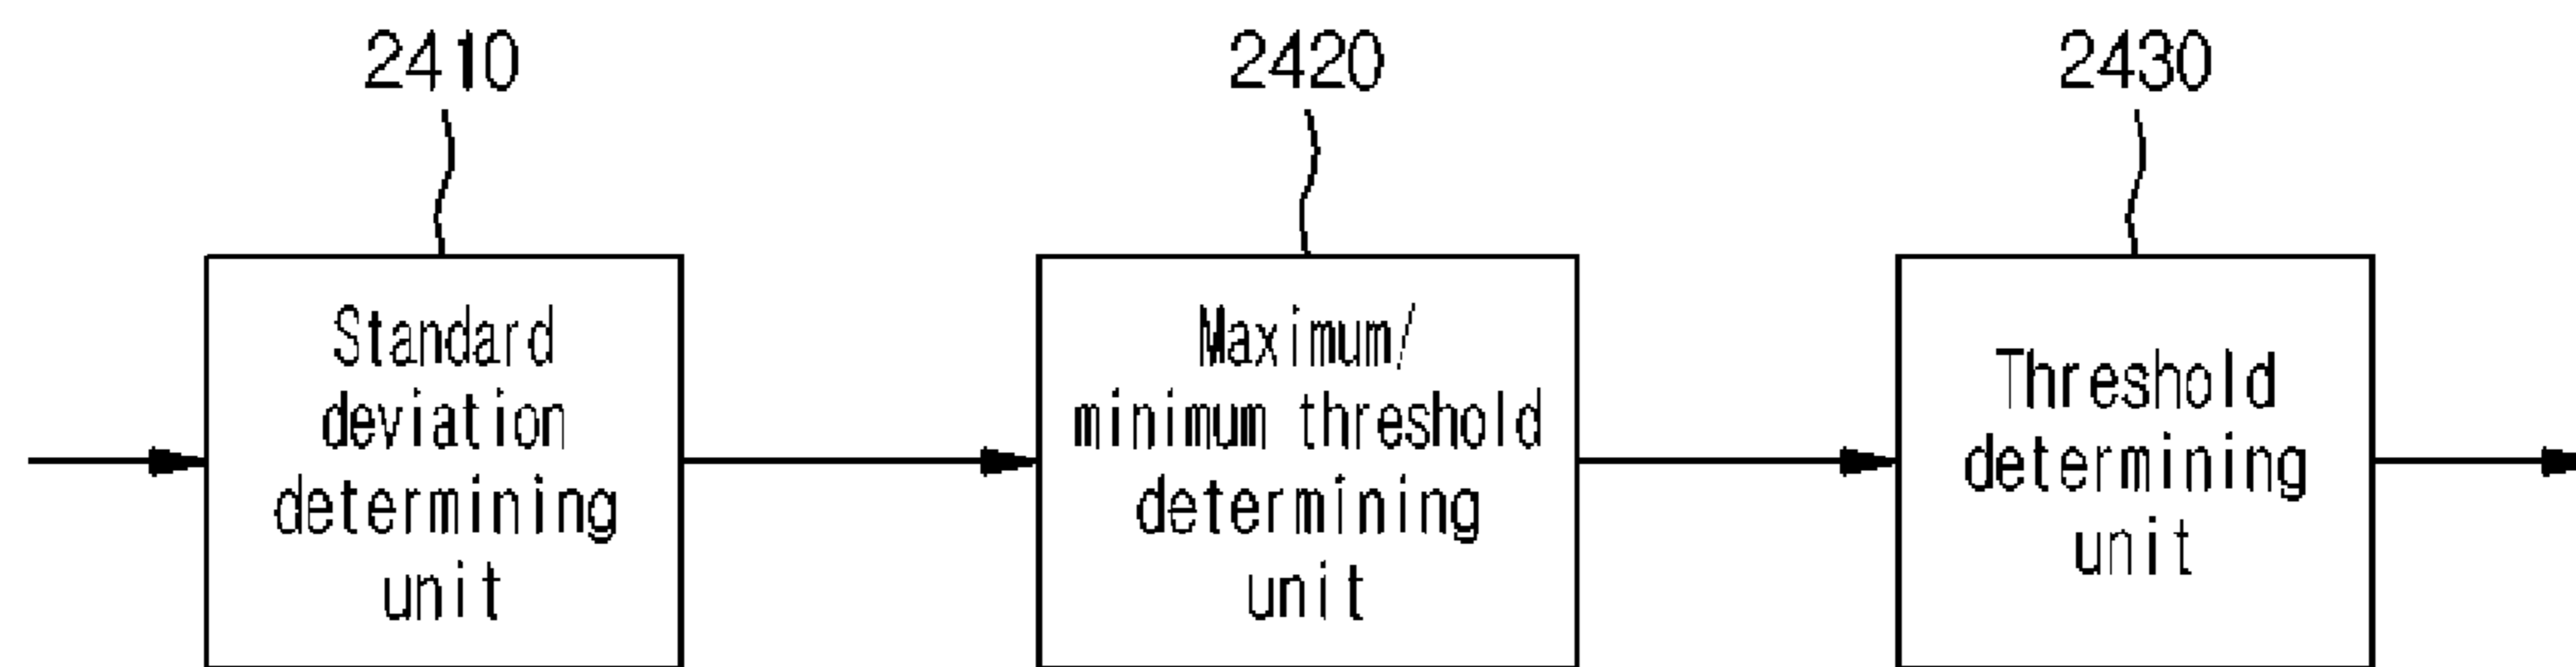 2410
2420
2430
Standard
deviation
determining
unit
Maximum/
minimum threshold
determining
unit
Threshold
determining
unit